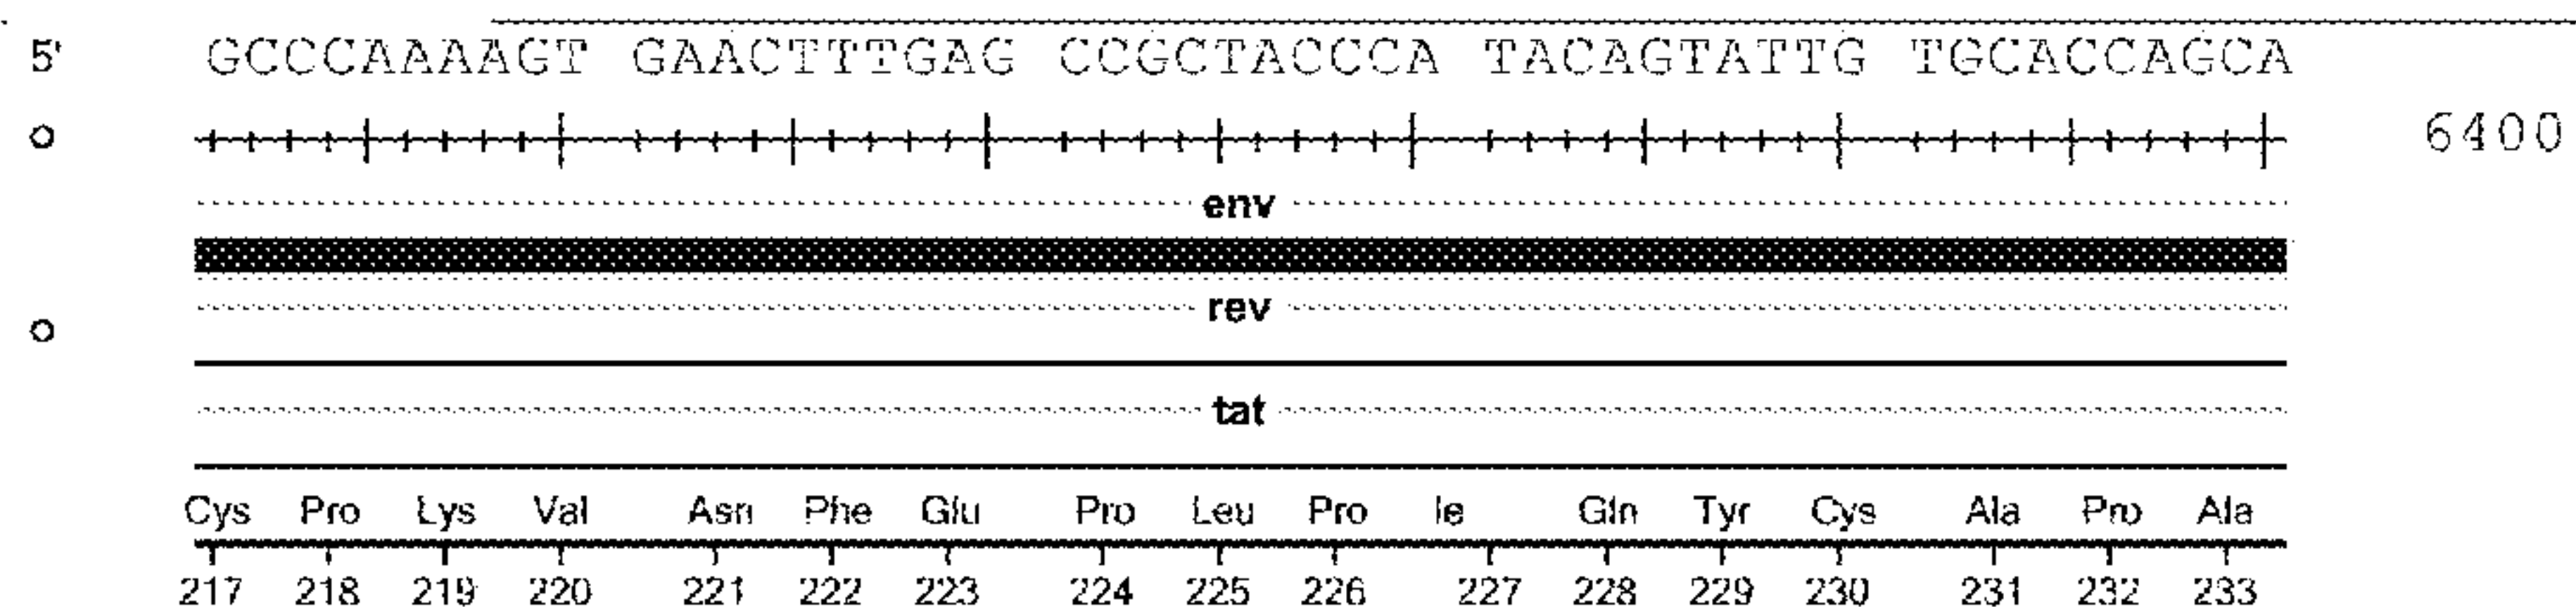 5' GCCCAAAAGT GAACTTTGAG CCGCTACCCA TACAGTATTG TGCACCAGCA
6400
env
rev
tat
Cys Pro Lys Val Asn Phe Glu Pro Leu Pro Ie Gln Tyr Cys Ala Pro Ala
217 218 219 220 221 222 223 224 225 226 227 228 229 230 231 232 233